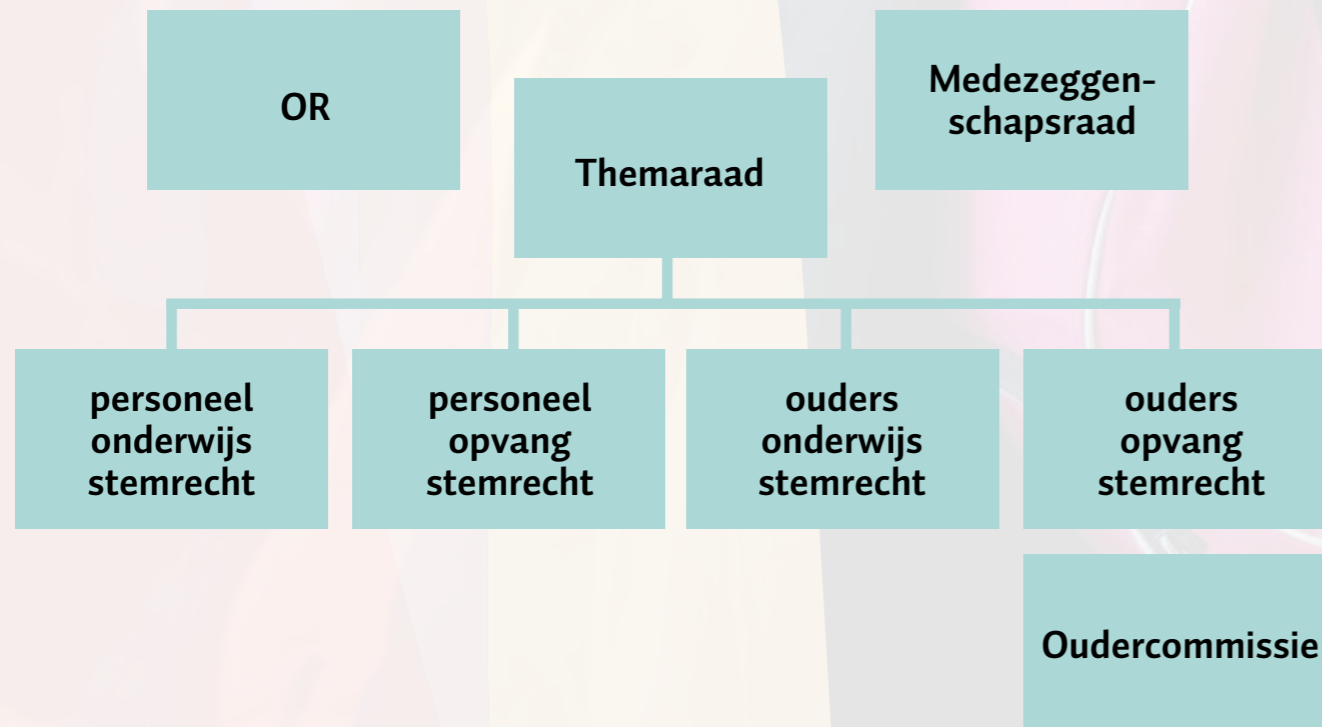 OR
Themaraad
Medezeggen-
schapsraad
personeel
onderwijs
stemrecht
personeel
opvang
stemrecht
ouders
onderwijs
stemrecht
ouders
opvang
stemrecht
Oudercommissie